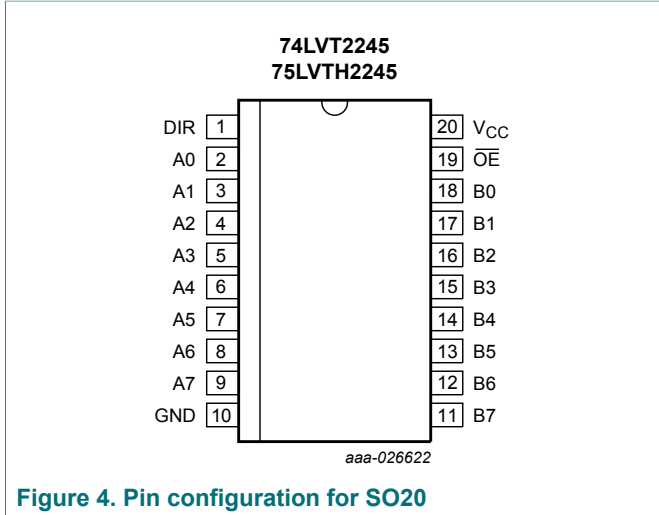 74LVT2245
75LVTH2245
DIR 1 20 VCC
A0 2 19 OE
A1 3 18 B0
A2 4 17 B1
A3 5 16 B2
A4 6 15 B3
A5 7 14 B4
A6 8 13 B5
A7 9 12 B6
GND 10 11 B7
aaa-026622
Figure 4. Pin configuration for SO20